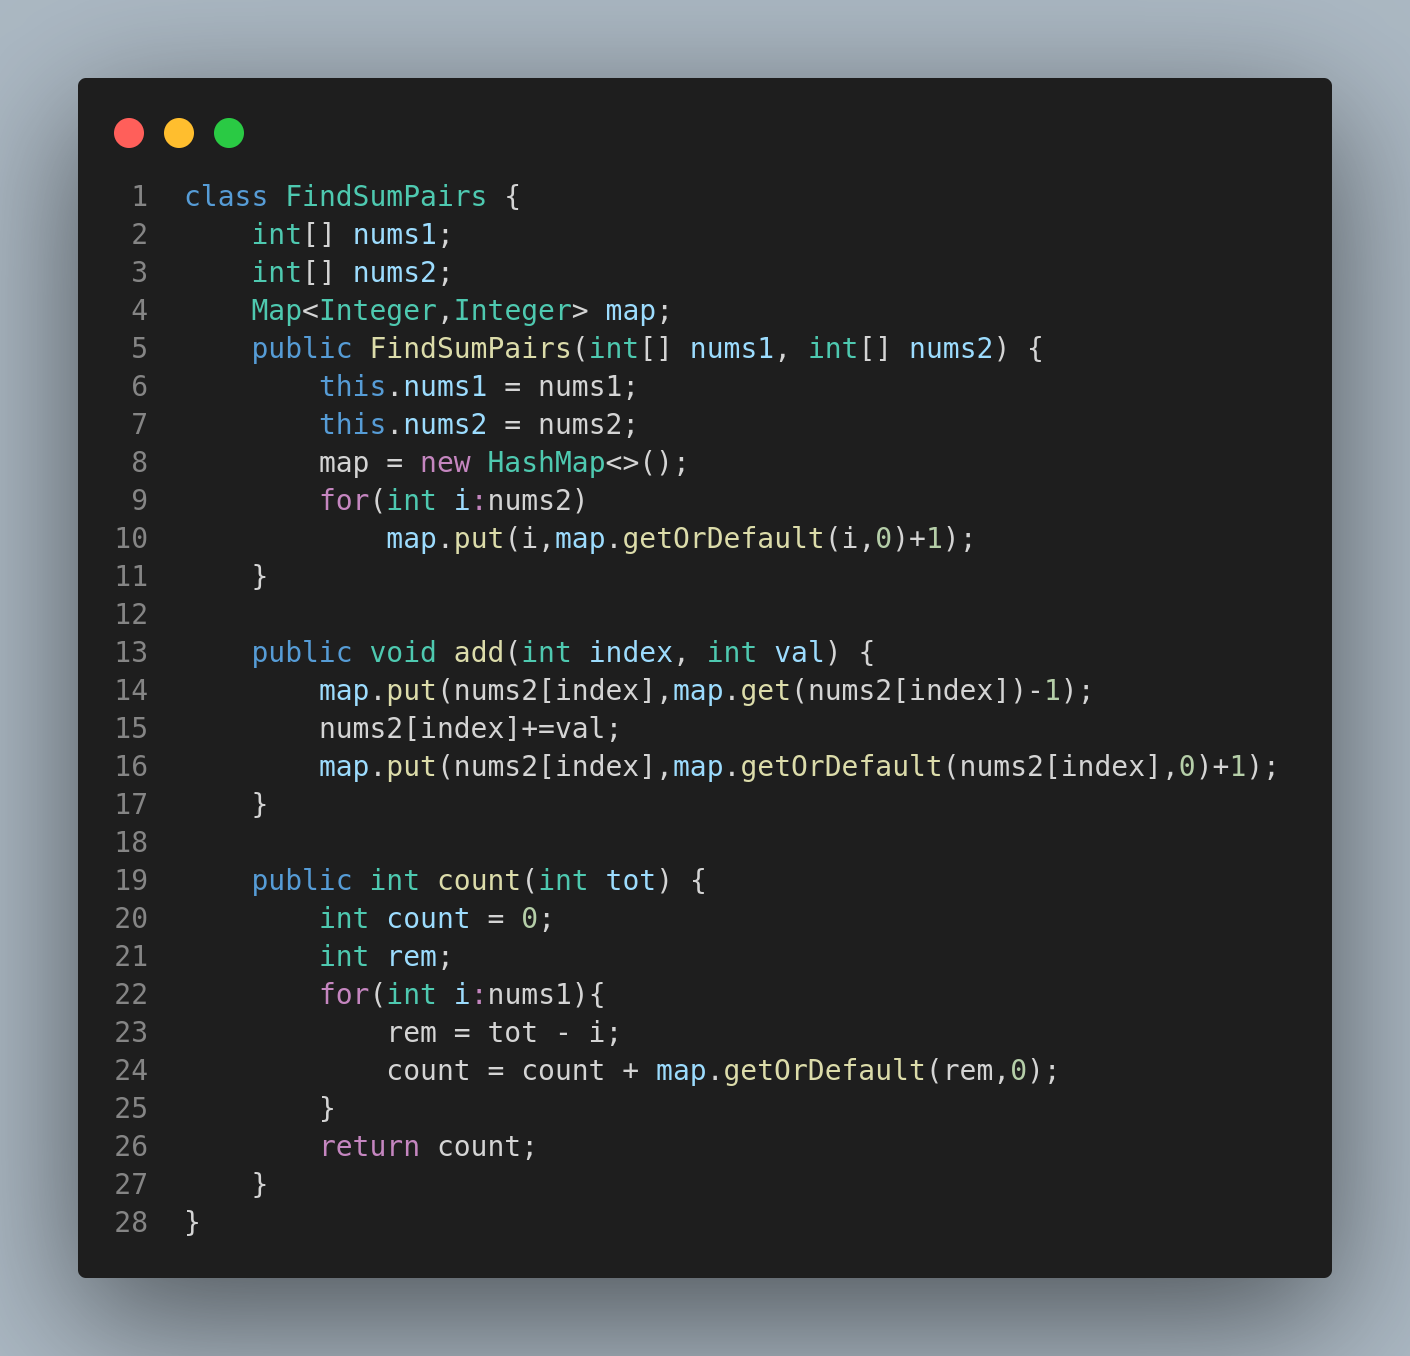 1 class FindSumPairs {
2     int[] nums1;
3     int[] nums2;
4     Map<Integer,Integer> map;
5     public FindSumPairs(int[] nums1, int[] nums2) {
6         this.nums1 = nums1;
7         this.nums2 = nums2;
8         map = new HashMap<>();
9         for(int i:nums2)
10             map.put(i,map.getOrDefault(i,0)+1);
11     }
12
13     public void add(int index, int val) {
14         map.put(nums2[index],map.get(nums2[index])-1);
15         nums2[index]+=val;
16         map.put(nums2[index],map.getOrDefault(nums2[index],0)+1);
17     }
18
19     public int count(int tot) {
20         int count = 0;
21         int rem;
22         for(int i:nums1){
23             rem = tot - i;
24             count = count + map.getOrDefault(rem,0);
25         }
26         return count;
27     }
28 }